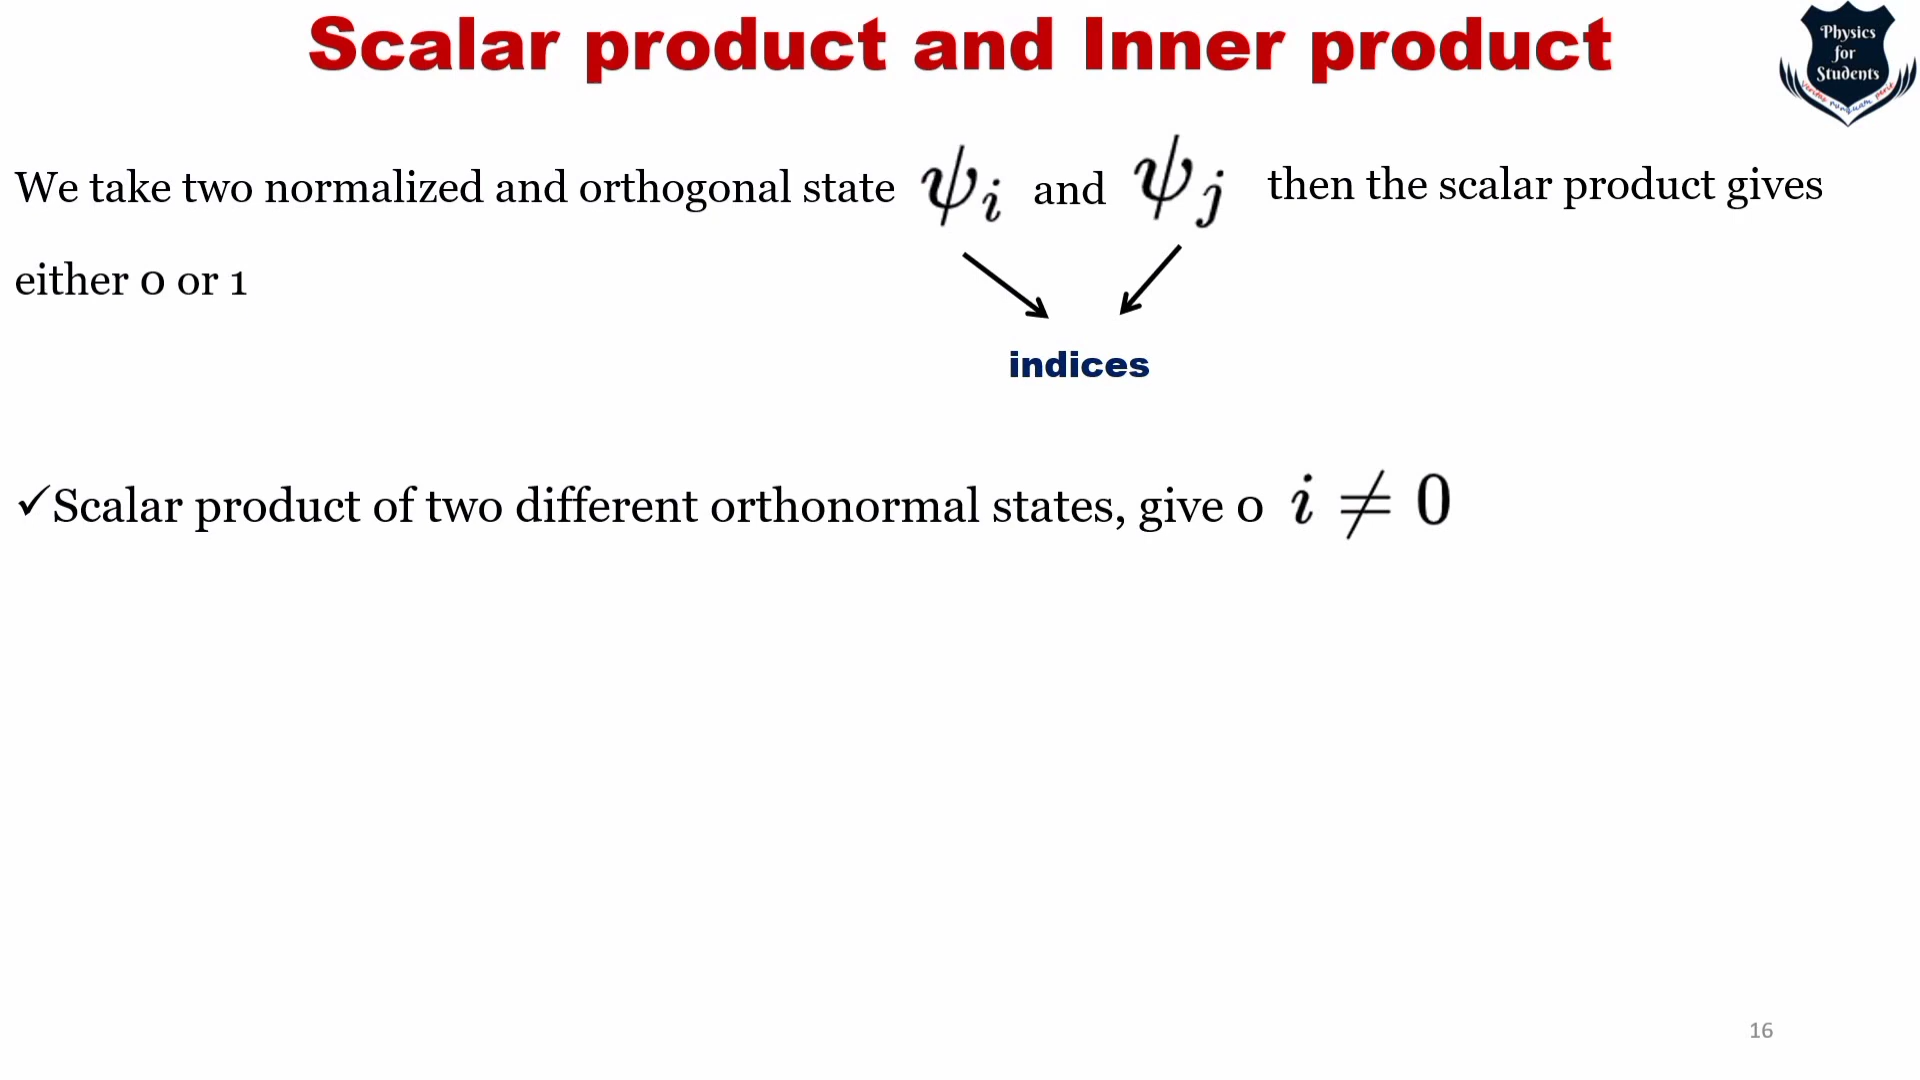 Scalar product and Inner product
Physics
for
Students
We take two normalized and orthogonal state ψi and ψj then the scalar product gives
either 0 or 1
indices
✓Scalar product of two different orthonormal states, give 0 i ≠ 0
16